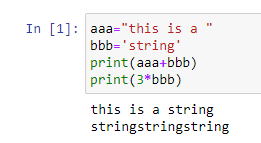 In [1]: aaa="this is a "
bbb='string'
print(aaa+bbb)
print(3*bbb)
this is a string
stringstringstring